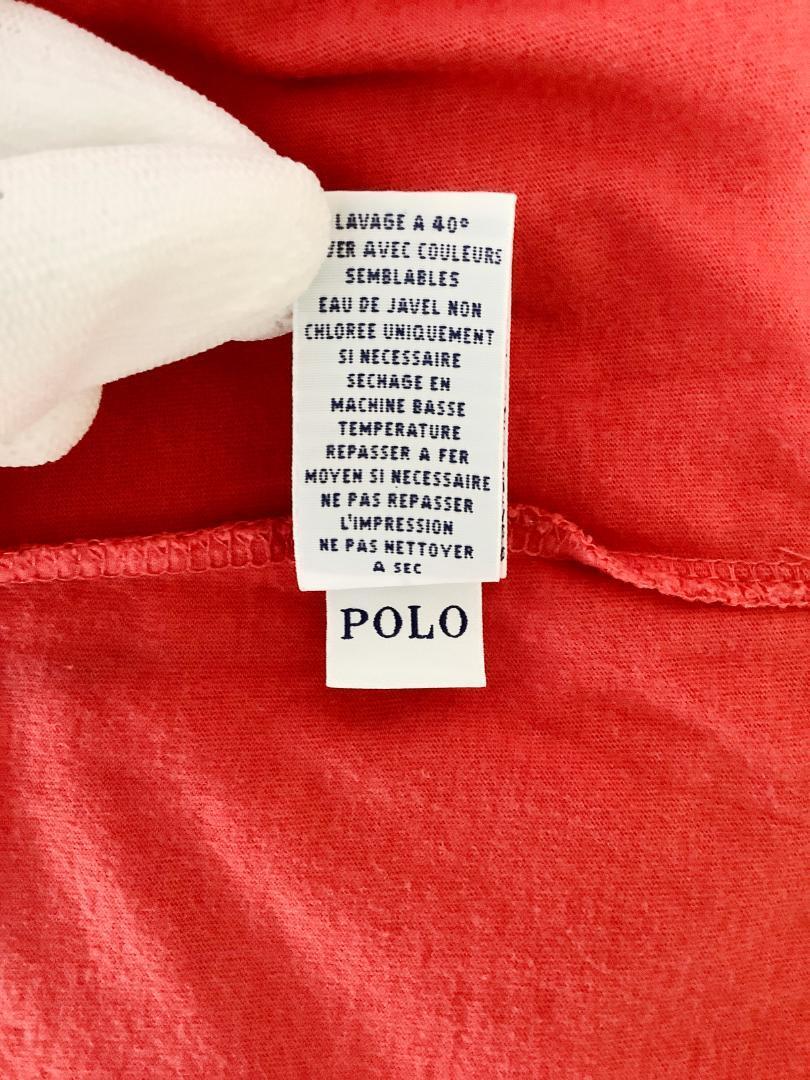 LAVAGE A 40°
AVEC COULEURS
SEMBLABLES
EAU DE JAVEL NON
CHLOREE UNIQUEMENT
SI NECESSAIRE
SECHAGE EN
MACHINE BASSE
TEMPERATURE
REPASSER A FER
MOYEN SI NECESSAIRE
NE PAS REPASSER
L'IMPRESSION
NE PAS NETTOYER
A SEC
POLO